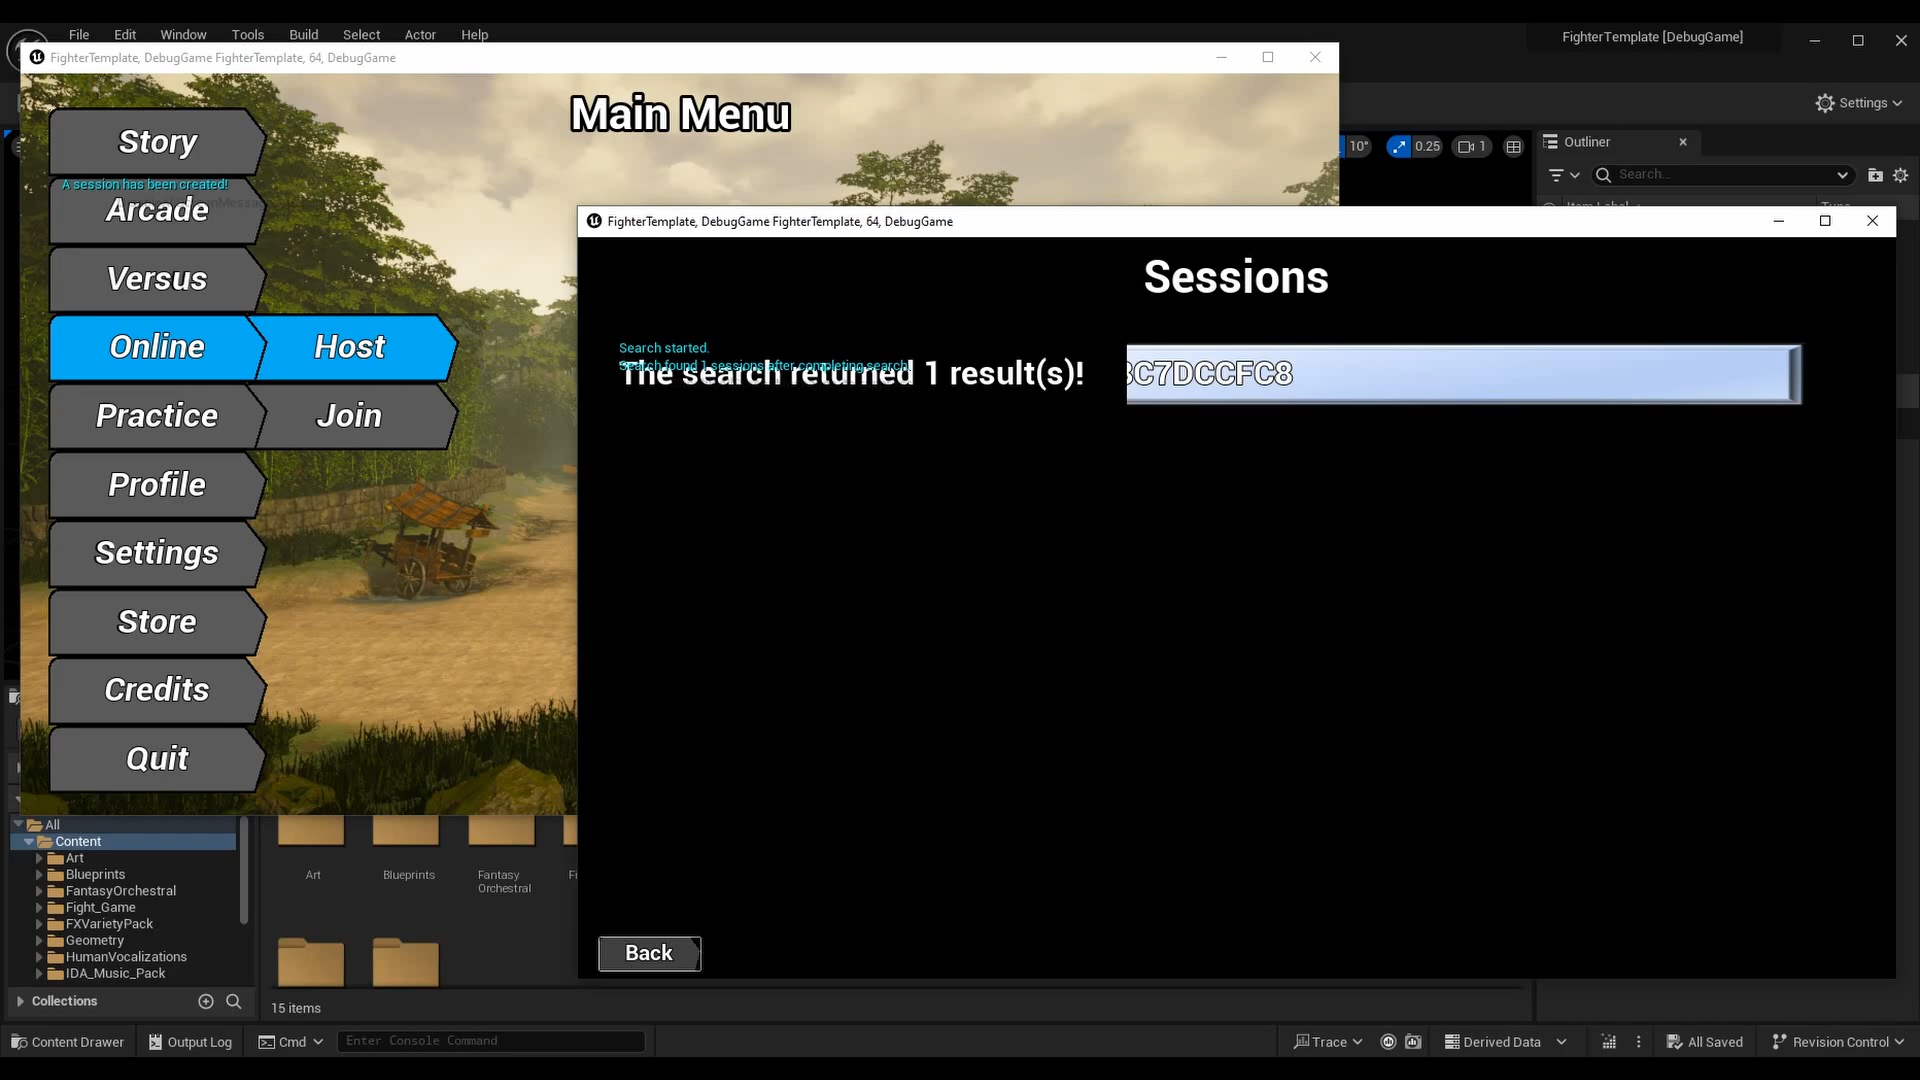 File Edit Window Tools Build Select Actor Help
FighterTemplate [DebugGame]
FighterTemplate, DebugGame FighterTemplate, 64, DebugGame
Settings
Main Menu
Story
A session has been created!
Arcade
Versus
Online Host
Practice Join
Profile
Settings
Store
Credits
Quit
10° 0.25 1
Outliner
Search...
Item Label
FighterTemplate, DebugGame FighterTemplate, 64, DebugGame
Sessions
Search started.
Search found 1 sessions after completing search.
The search returned 1 result(s)!
C7DCCFC8
Back
All
Content
Art
Blueprints
FantasyOrchestral
Fight_Game
FXVarietyPack
Geometry
HumanVocalizations
IDA_Music_Pack
Collections
Art
Blueprints
Fantasy
Orchestral
15 items
Content Drawer Output Log Cmd Enter Console Command
Trace Derived Data All Saved Revision Control